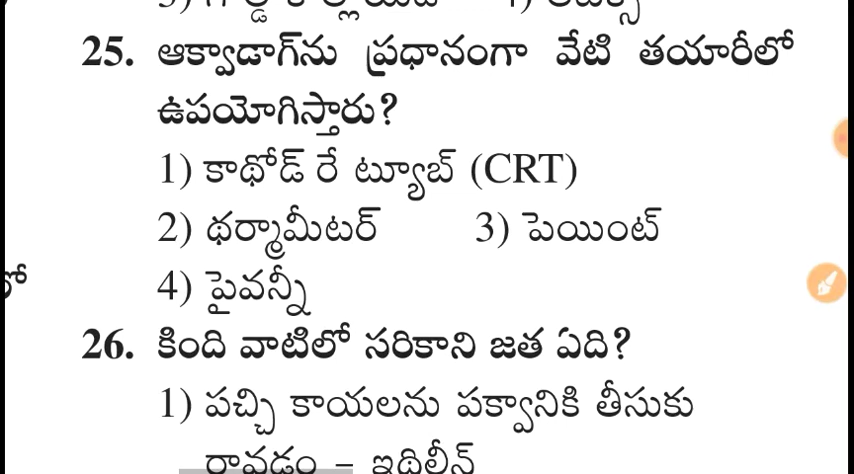 25. ఆక్వాడాగ్‌ను ప్రధానంగా వేటి తయారీలో
ఉపయోగిస్తారు?
1) కాథోడ్ రే ట్యూబ్ (CRT)
2) థర్మామీటర్ 3) పెయింట్
4) పైవన్నీ
26. కింది వాటిలో సరికాని జత ఏది?
1) పచ్చి కాయలను పక్వానికి తీసుకు
రావడం – ఇథిలీన్